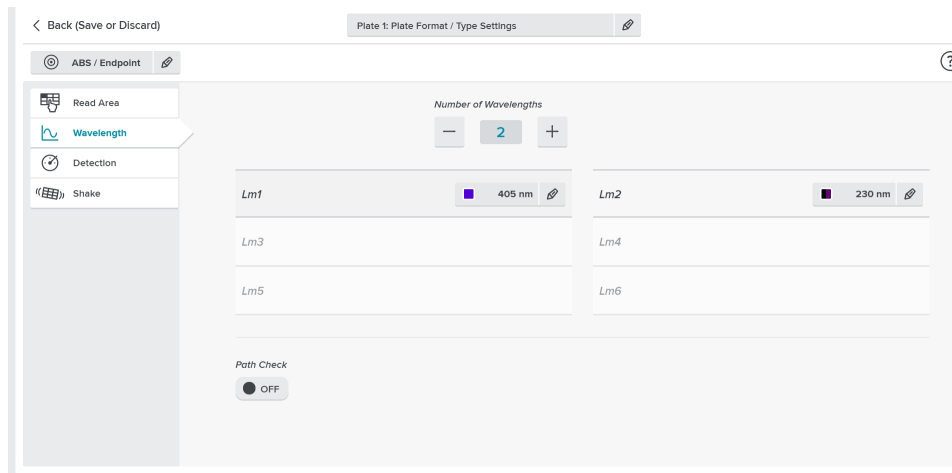 Back (Save or Discard)
Plate 1: Plate Format / Type Settings
ABS / Endpoint
?
Read Area
Wavelength
Detection
Shake
Number of Wavelengths
2
Lm1 405 nm
Lm2 230 nm
Lm3
Lm4
Lm5
Lm6
Path Check
OFF